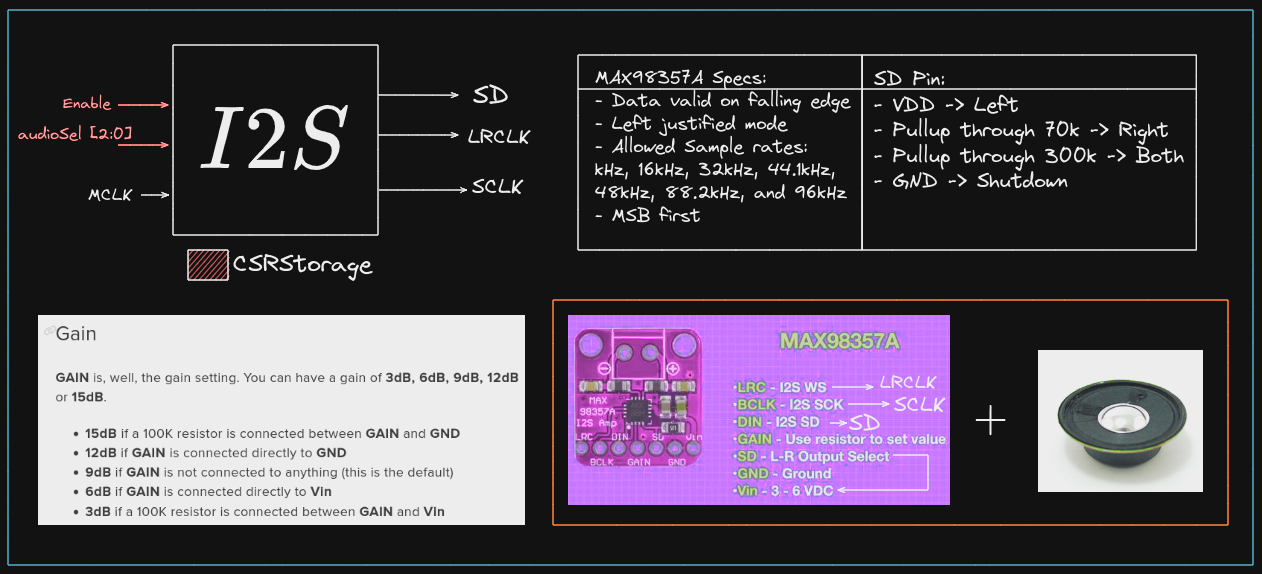 Enable
audioSel [2:0]
MCLK
I2S
SD
LRCLK
SCLK
CSRStorage
MAX98357A Specs:
- Data valid on falling edge
- Left justified mode
- Allowed Sample rates:
kHz, 16kHz, 32kHz, 44.1kHz,
48kHz, 88.2kHz, and 96kHz
- MSB first
SD Pin:
- VDD -> Left
- Pullup through 70k -> Right
- Pullup through 300k -> Both
- GND -> Shutdown
Gain
GAIN is, well, the gain setting. You can have a gain of 3dB, 6dB, 9dB, 12dB
or 15dB.
• 15dB if a 100K resistor is connected between GAIN and GND
• 12dB if GAIN is connected directly to GND
• 9dB if GAIN is not connected to anything (this is the default)
• 6dB if GAIN is connected directly to Vin
• 3dB if a 100K resistor is connected between GAIN and Vin
MAX
98357A
I2S Amp
LRC DIN SD Vin
BCLK GAIN GND
MAX98357A
•LRC - I2S WS LRCLK
•BCLK - I2S SCK SCLK
•DIN - I2S SD SD
•GAIN - Use resistor to set value
•SD - L-R Output Select
•GND - Ground
•Vin - 3 - 6 VDC
+